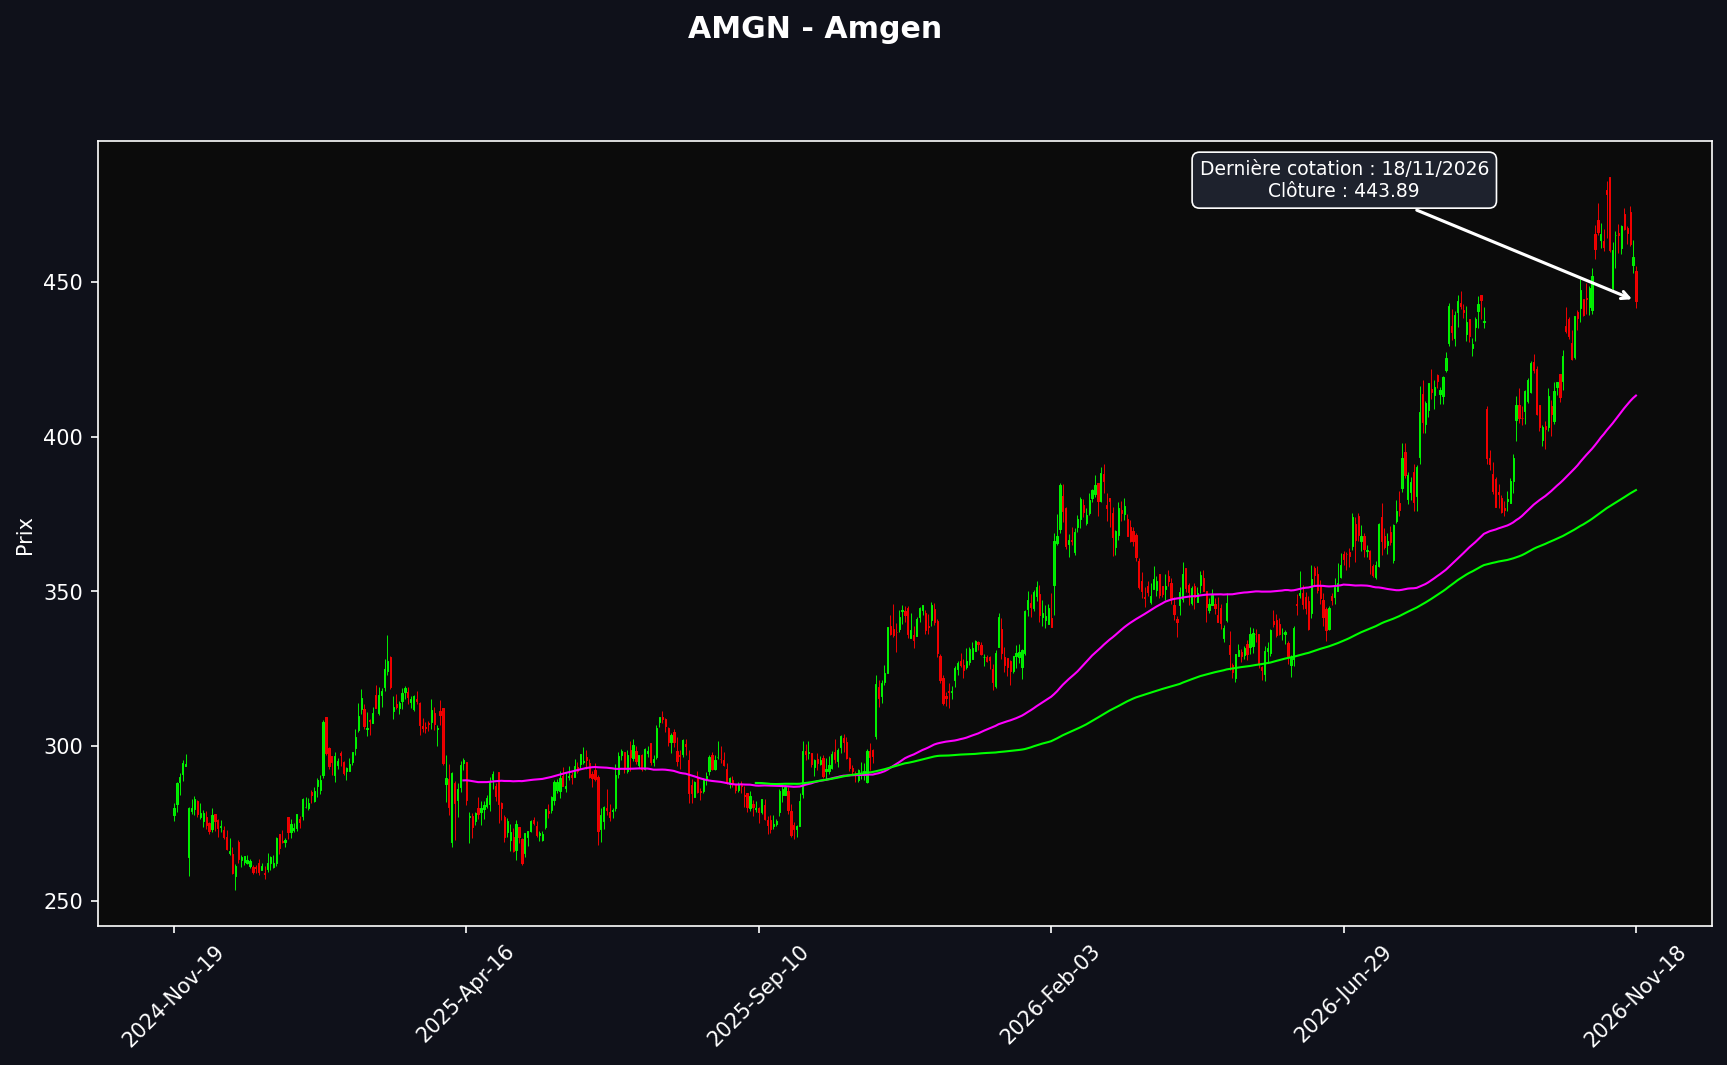 AMGN - Amgen
Dernière cotation : 18/11/2026
Clôture : 443.89
450
400
350
300
250
Prix
2024-Nov-19
2025-Apr-16
2025-Sep-10
2026-Feb-03
2026-Jun-29
2026-Nov-18